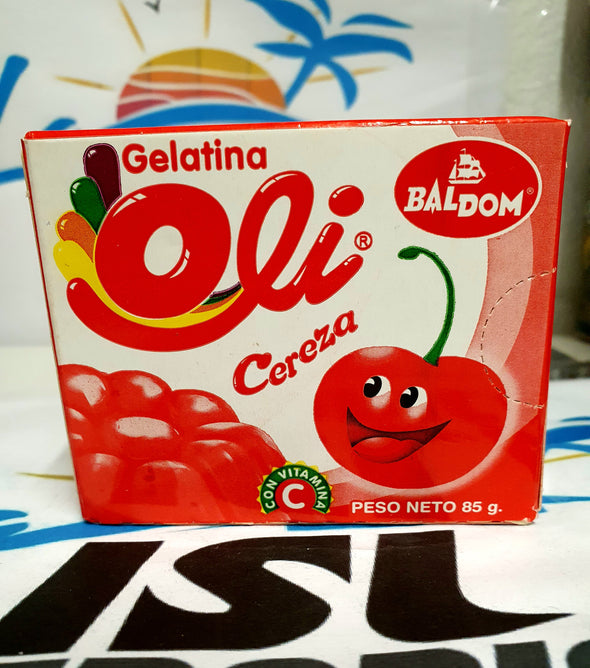 Gelatina
Oli®
BALDOM®
Cereza
CON VITAMINA
C
PESO NETO 85 g.
ISL